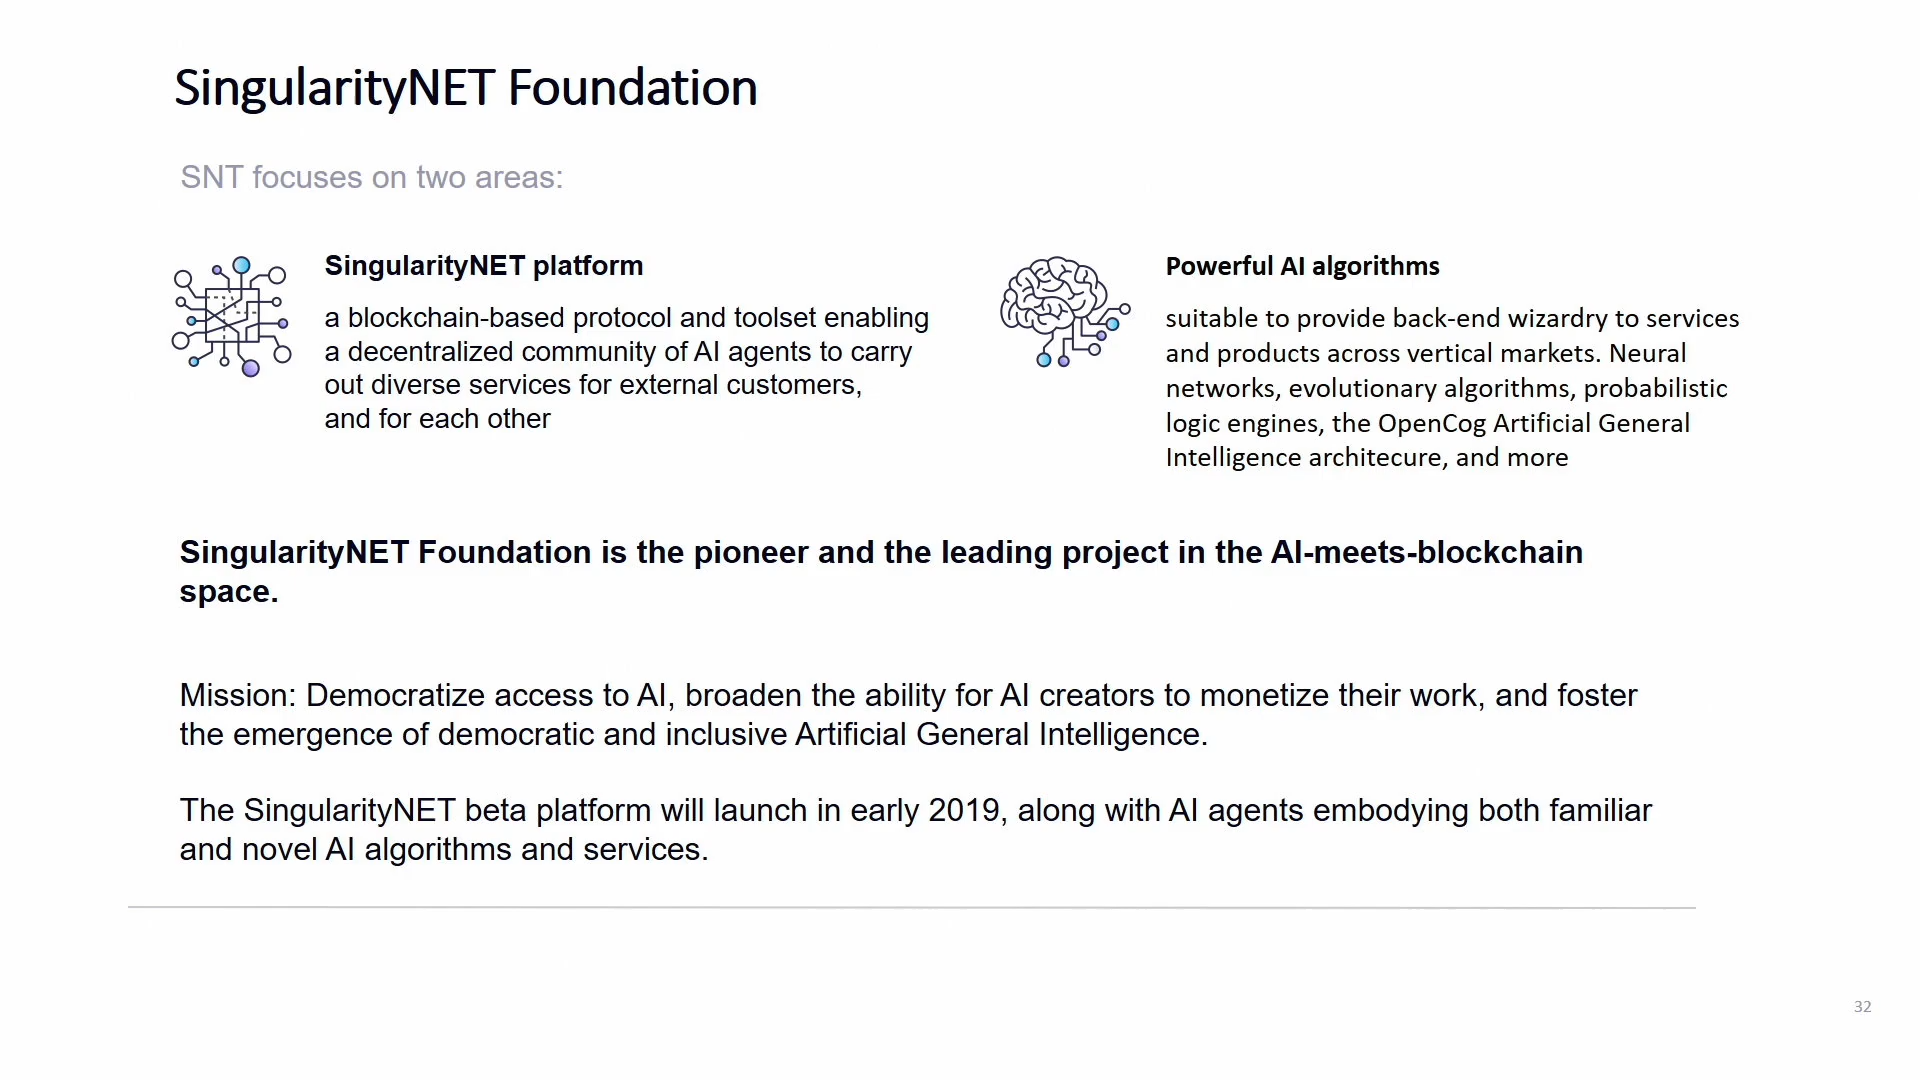 SingularityNET Foundation
SNT focuses on two areas:
SingularityNET platform
a blockchain-based protocol and toolset enabling
a decentralized community of AI agents to carry
out diverse services for external customers,
and for each other
Powerful AI algorithms
suitable to provide back-end wizardry to services
and products across vertical markets. Neural
networks, evolutionary algorithms, probabilistic
logic engines, the OpenCog Artificial General
Intelligence architecure, and more
SingularityNET Foundation is the pioneer and the leading project in the AI-meets-blockchain
space.
Mission: Democratize access to AI, broaden the ability for AI creators to monetize their work, and foster
the emergence of democratic and inclusive Artificial General Intelligence.
The SingularityNET beta platform will launch in early 2019, along with AI agents embodying both familiar
and novel AI algorithms and services.
32